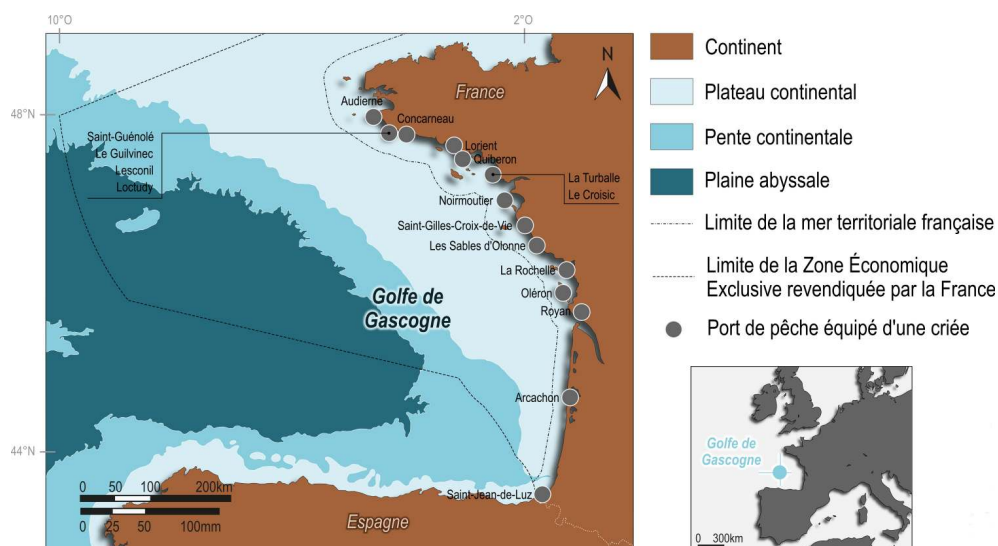 10°O
2°O
48°N
44°N
N
France
Audierne
Concarneau
Saint-Guénolé
Le Guilvinec
Lesconil
Loctudy
Lorient
Quiberon
La Turballe
Le Croisic
Noirmoutier
Saint-Gilles-Croix-de-Vie
Les Sables d'Olonne
La Rochelle
Oléron
Royan
Golfe de
Gascogne
Arcachon
Saint-Jean-de-Luz
Espagne
0 50 100 200km
0 25 50 100mm
Continent
Plateau continental
Pente continentale
Plaine abyssale
Limite de la mer territoriale française
Limite de la Zone Économique
Exclusive revendiquée par la France
Port de pêche équipé d'une criée
Golfe de
Gascogne
0 300km